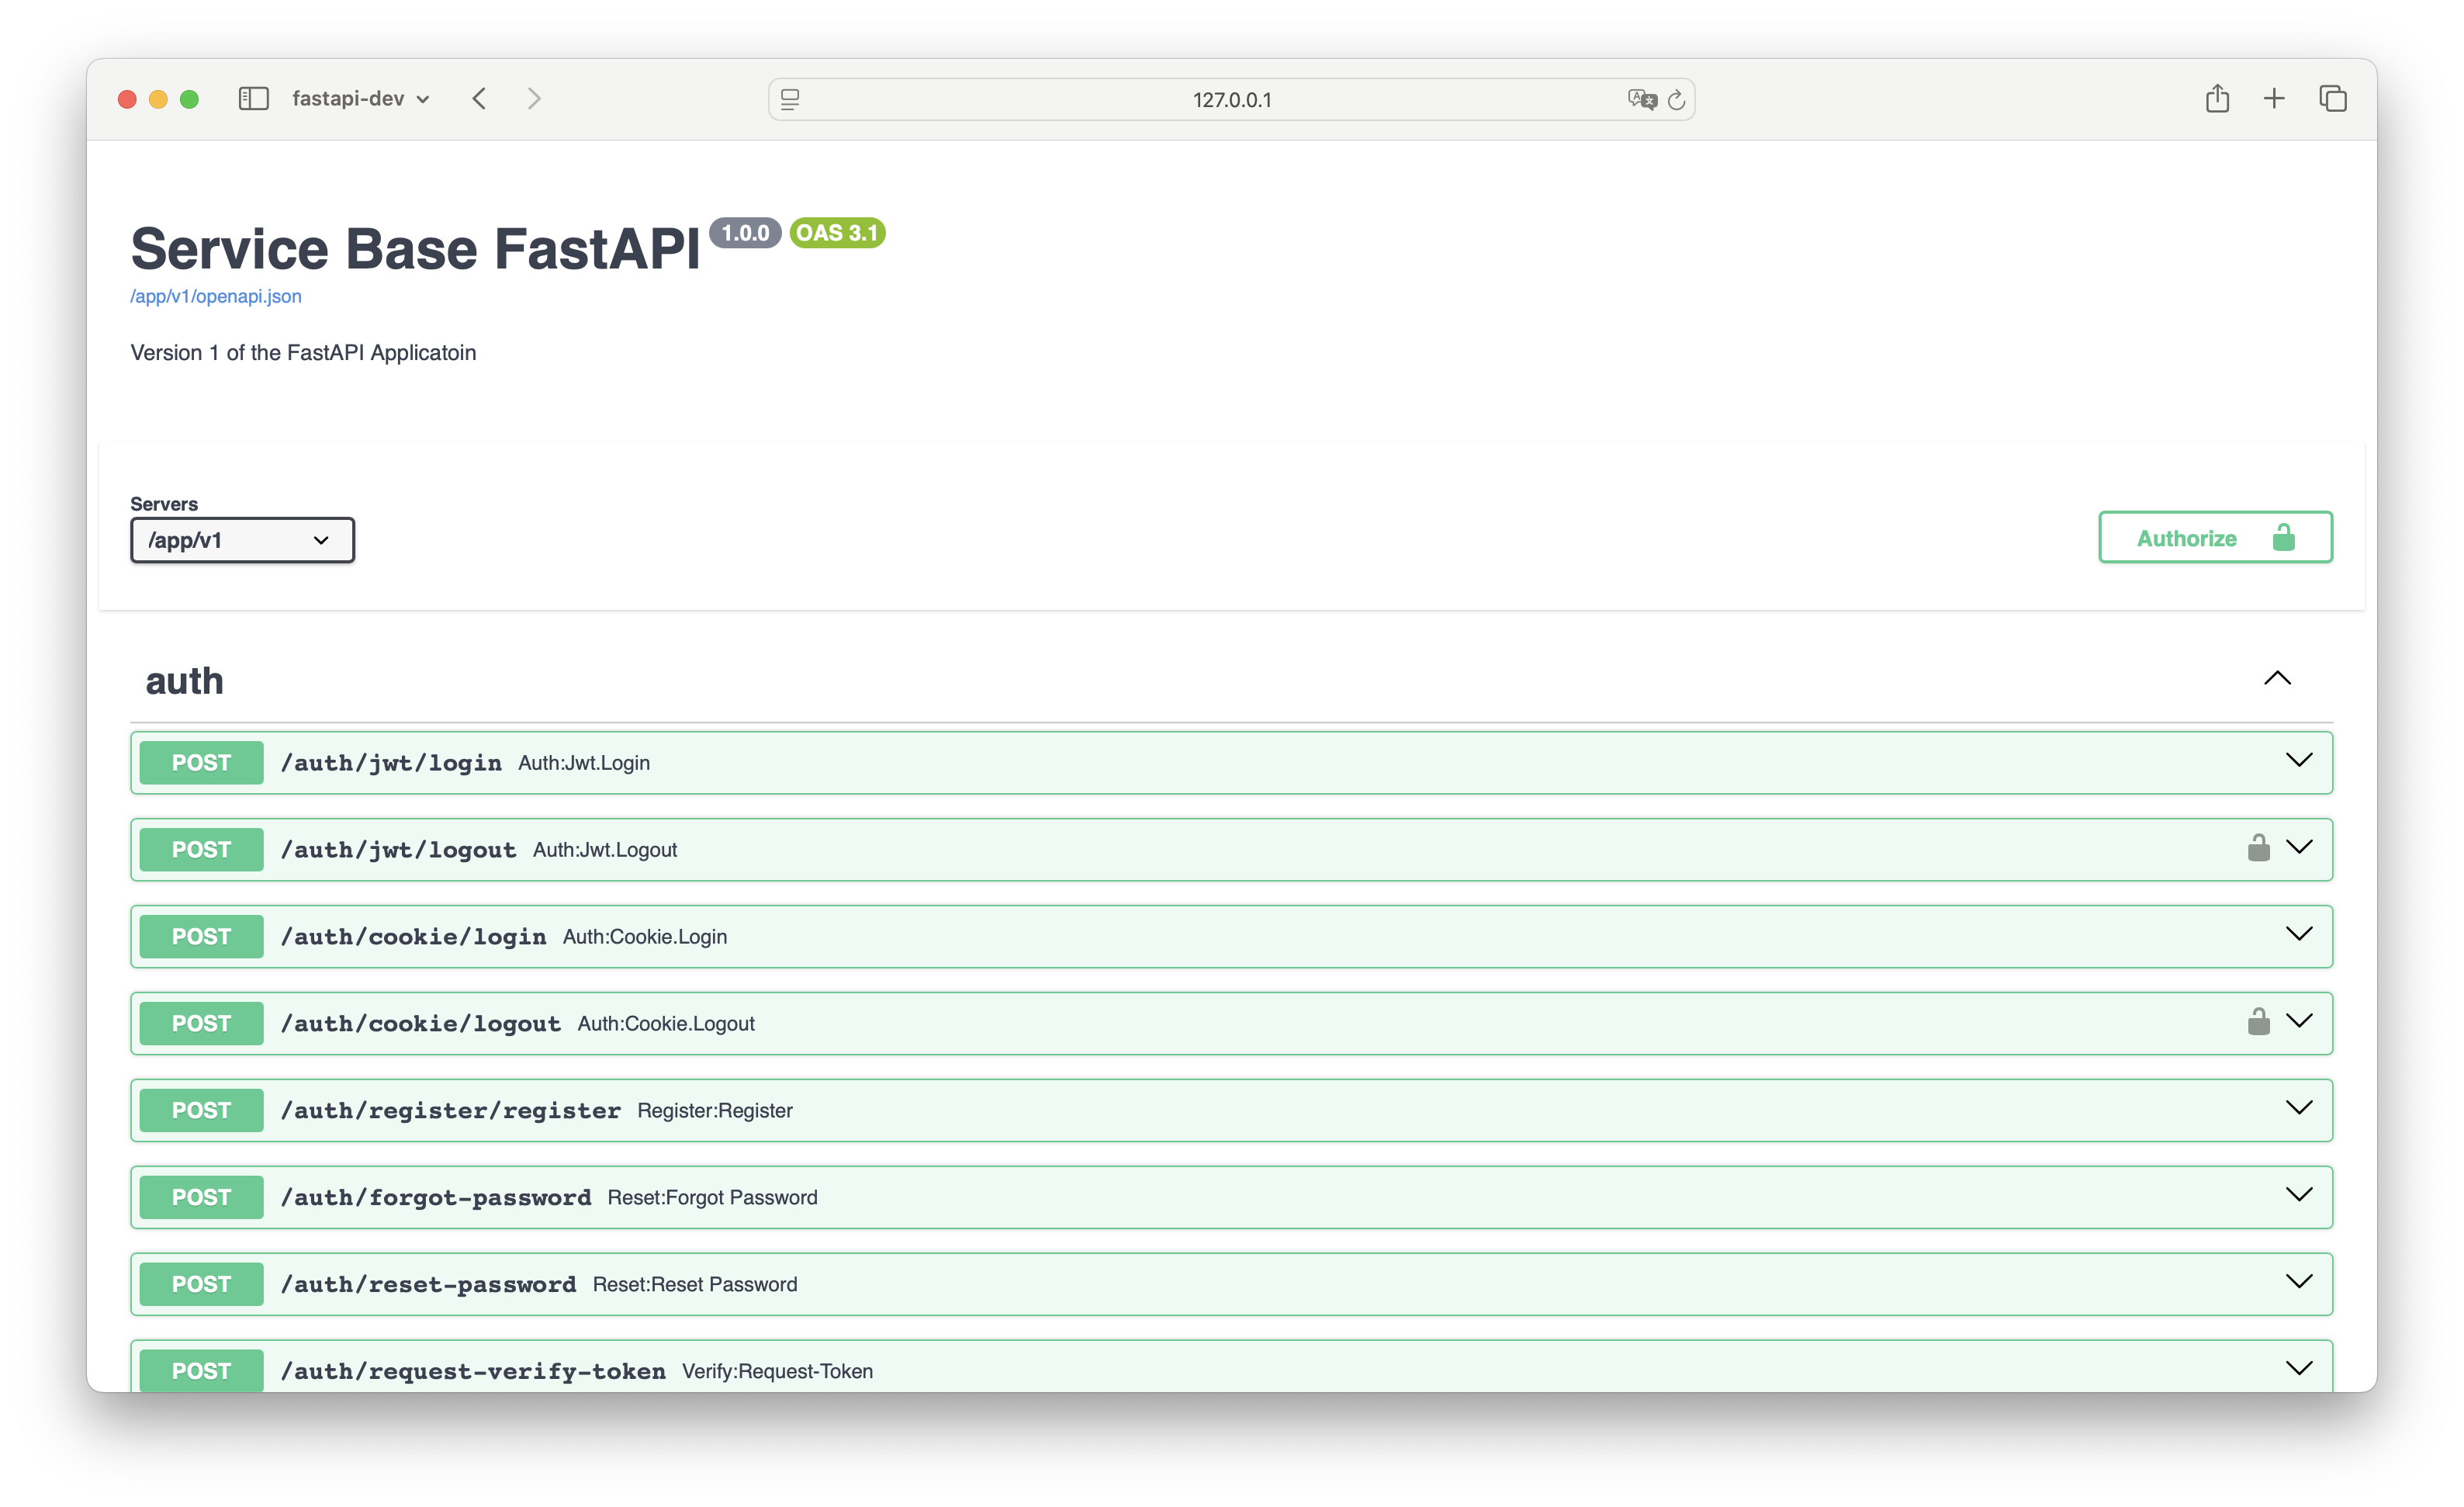 fastapi-dev
127.0.0.1
Service Base FastAPI 1.0.0 OAS 3.1
/app/v1/openapi.json
Version 1 of the FastAPI Applicatoin
Servers
/app/v1
Authorize
auth
POST /auth/jwt/login Auth:Jwt.Login
POST /auth/jwt/logout Auth:Jwt.Logout
POST /auth/cookie/login Auth:Cookie.Login
POST /auth/cookie/logout Auth:Cookie.Logout
POST /auth/register/register Register:Register
POST /auth/forgot-password Reset:Forgot Password
POST /auth/reset-password Reset:Reset Password
POST /auth/request-verify-token Verify:Request-Token